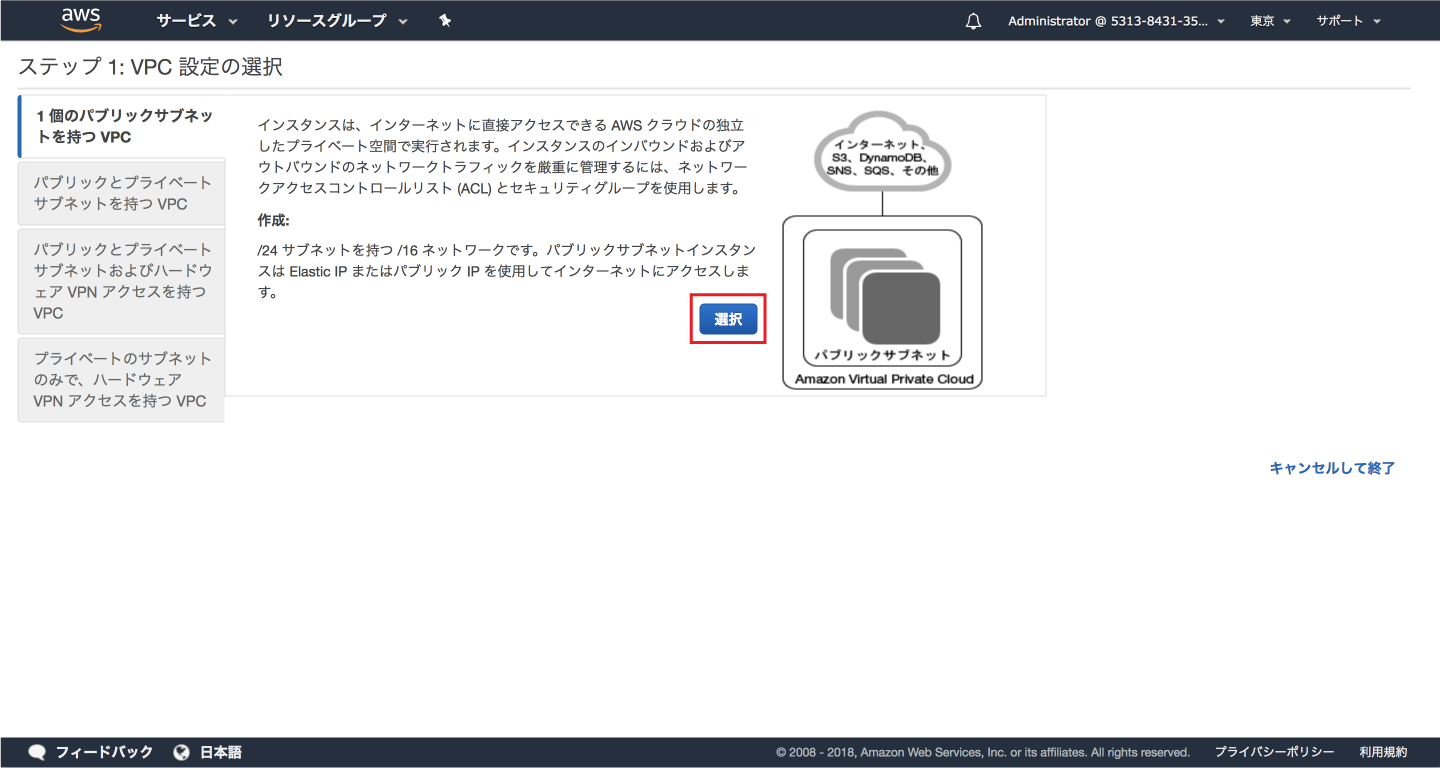 aws サービス リソースグループ Administrator @ 5313-8431-35... 東京 サポート
ステップ 1: VPC 設定の選択
1 個のパブリックサブネッ
トを持つ VPC
パブリックとプライベート
サブネットを持つ VPC
パブリックとプライベート
サブネットおよびハードウ
ェア VPN アクセスを持つ
VPC
プライベートのサブネット
のみで、ハードウェア
VPN アクセスを持つ VPC
インスタンスは、インターネットに直接アクセスできる AWS クラウドの独立
したプライベート空間で実行されます。インスタンスのインバウンドおよびア
ウトバウンドのネットワークトラフィックを厳重に管理するには、ネットワー
クアクセスコントロールリスト (ACL) とセキュリティグループを使用します。
作成:
/24 サブネットを持つ /16 ネットワークです。パブリックサブネットインスタン
スは Elastic IP またはパブリック IP を使用してインターネットにアクセスしま
す。
選択
インターネット、
S3、DynamoDB、
SNS、SQS、その他
パブリックサブネット
Amazon Virtual Private Cloud
キャンセルして終了
フィードバック 日本語 © 2008 - 2018, Amazon Web Services, Inc. or its affiliates. All rights reserved. プライバシーポリシー 利用規約